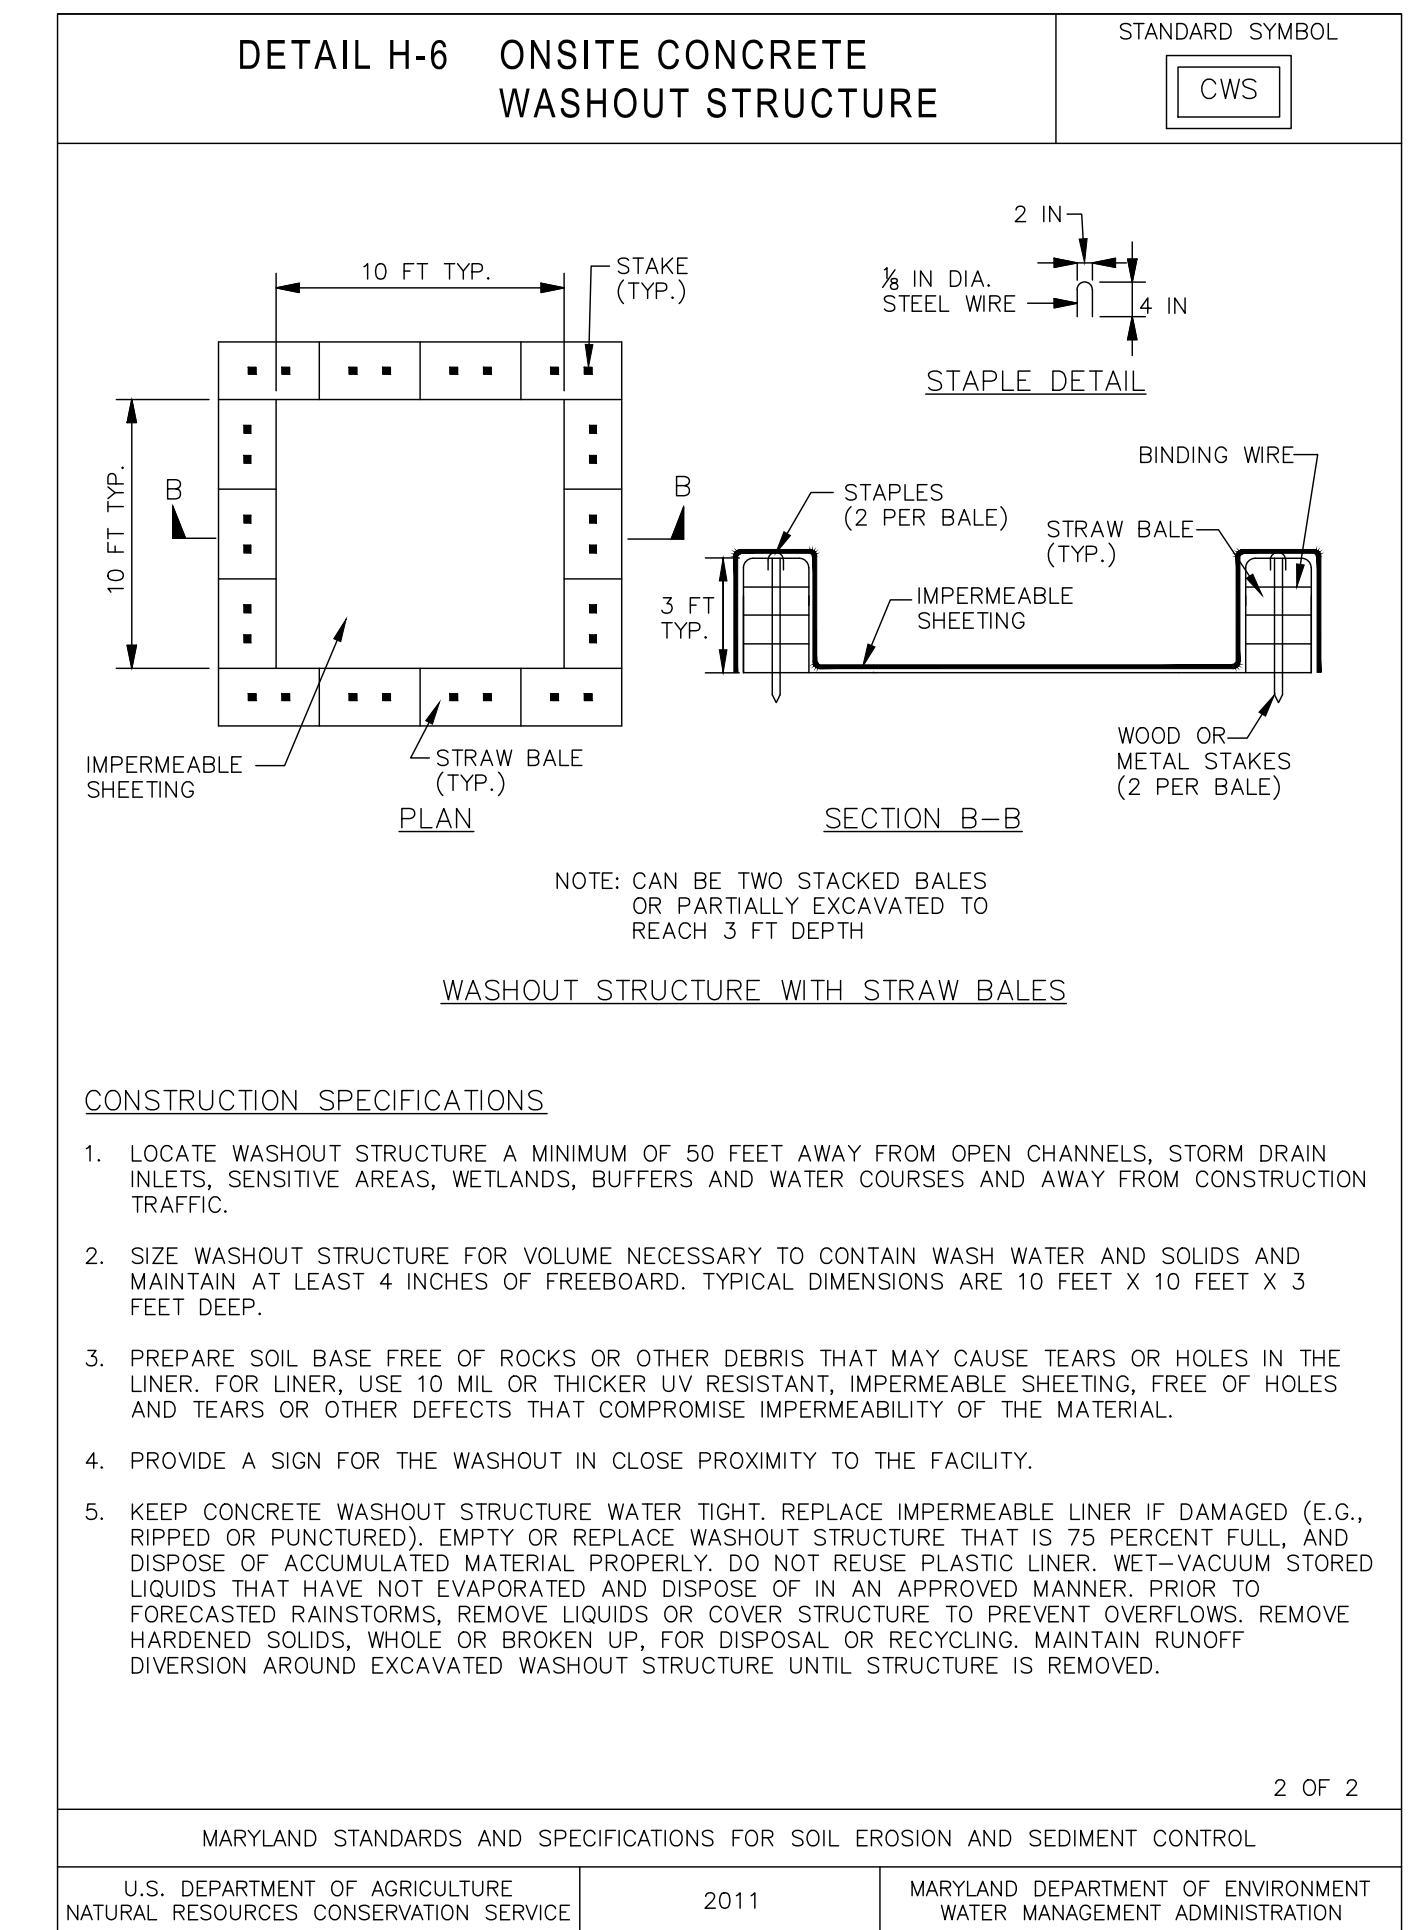 DETAIL H-6 ONSITE CONCRETE
WASHOUT STRUCTURE
STANDARD SYMBOL
CWS
2 IN
⅛ IN DIA.
STEEL WIRE
4 IN
STAPLE DETAIL
10 FT TYP.
STAKE
(TYP.)
10 FT TYP.
B
B
IMPERMEABLE
SHEETING
STRAW BALE
(TYP.)
PLAN
BINDING WIRE
STAPLES
(2 PER BALE)
STRAW BALE
(TYP.)
3 FT
TYP.
IMPERMEABLE
SHEETING
WOOD OR
METAL STAKES
(2 PER BALE)
SECTION B-B
NOTE: CAN BE TWO STACKED BALES
OR PARTIALLY EXCAVATED TO
REACH 3 FT DEPTH
WASHOUT STRUCTURE WITH STRAW BALES
CONSTRUCTION SPECIFICATIONS
1. LOCATE WASHOUT STRUCTURE A MINIMUM OF 50 FEET AWAY FROM OPEN CHANNELS, STORM DRAIN
INLETS, SENSITIVE AREAS, WETLANDS, BUFFERS AND WATER COURSES AND AWAY FROM CONSTRUCTION
TRAFFIC.
2. SIZE WASHOUT STRUCTURE FOR VOLUME NECESSARY TO CONTAIN WASH WATER AND SOLIDS AND
MAINTAIN AT LEAST 4 INCHES OF FREEBOARD. TYPICAL DIMENSIONS ARE 10 FEET X 10 FEET X 3
FEET DEEP.
3. PREPARE SOIL BASE FREE OF ROCKS OR OTHER DEBRIS THAT MAY CAUSE TEARS OR HOLES IN THE
LINER. FOR LINER, USE 10 MIL OR THICKER UV RESISTANT, IMPERMEABLE SHEETING, FREE OF HOLES
AND TEARS OR OTHER DEFECTS THAT COMPROMISE IMPERMEABILITY OF THE MATERIAL.
4. PROVIDE A SIGN FOR THE WASHOUT IN CLOSE PROXIMITY TO THE FACILITY.
5. KEEP CONCRETE WASHOUT STRUCTURE WATER TIGHT. REPLACE IMPERMEABLE LINER IF DAMAGED (E.G.,
RIPPED OR PUNCTURED). EMPTY OR REPLACE WASHOUT STRUCTURE THAT IS 75 PERCENT FULL, AND
DISPOSE OF ACCUMULATED MATERIAL PROPERLY. DO NOT REUSE PLASTIC LINER. WET-VACUUM STORED
LIQUIDS THAT HAVE NOT EVAPORATED AND DISPOSE OF IN AN APPROVED MANNER. PRIOR TO
FORECASTED RAINSTORMS, REMOVE LIQUIDS OR COVER STRUCTURE TO PREVENT OVERFLOWS. REMOVE
HARDENED SOLIDS, WHOLE OR BROKEN UP, FOR DISPOSAL OR RECYCLING. MAINTAIN RUNOFF
DIVERSION AROUND EXCAVATED WASHOUT STRUCTURE UNTIL STRUCTURE IS REMOVED.
2 OF 2
MARYLAND STANDARDS AND SPECIFICATIONS FOR SOIL EROSION AND SEDIMENT CONTROL
U.S. DEPARTMENT OF AGRICULTURE
NATURAL RESOURCES CONSERVATION SERVICE
2011
MARYLAND DEPARTMENT OF ENVIRONMENT
WATER MANAGEMENT ADMINISTRATION